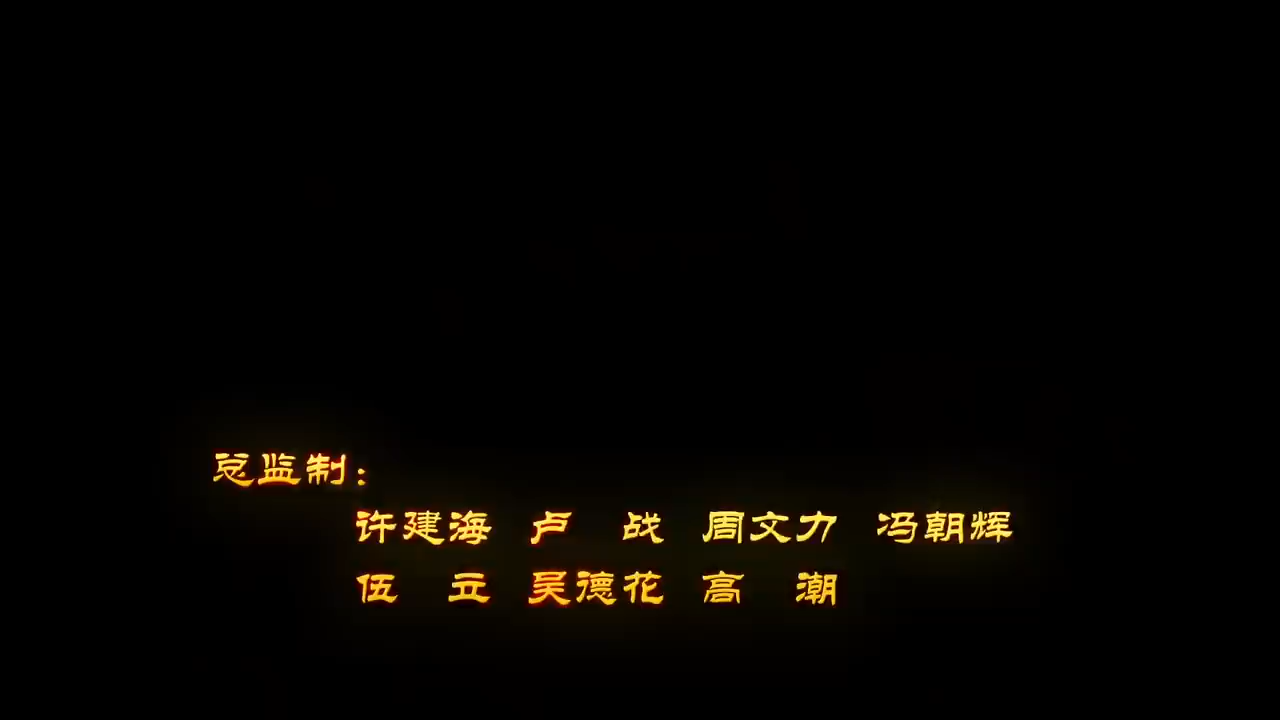 总监制：
许建海 卢 战 周文力 冯朝辉
伍 立 吴德花 高 潮